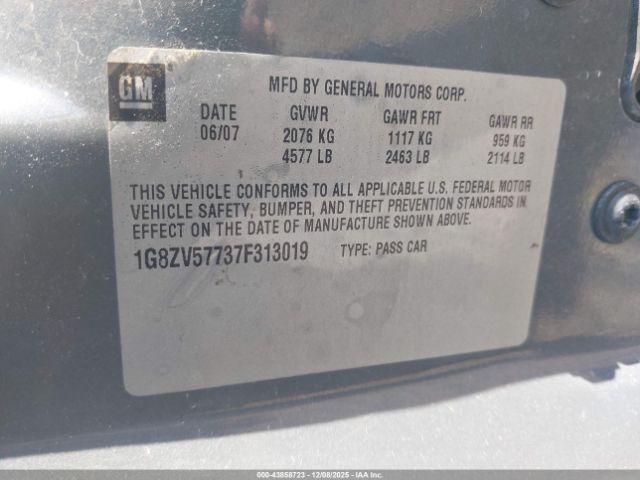 GM
MFD BY GENERAL MOTORS CORP.
DATE GVWR GAWR FRT GAWR RR
06/07 2076 KG 1117 KG 959 KG
4577 LB 2463 LB 2114 LB
THIS VEHICLE CONFORMS TO ALL APPLICABLE U.S. FEDERAL MOTOR
VEHICLE SAFETY, BUMPER, AND THEFT PREVENTION STANDARDS IN
EFFECT ON THE DATE OF MANUFACTURE SHOWN ABOVE.
1G8ZV57737F313019 TYPE: PASS CAR
000-43858723 | 12/08/2025 - IAA Inc.